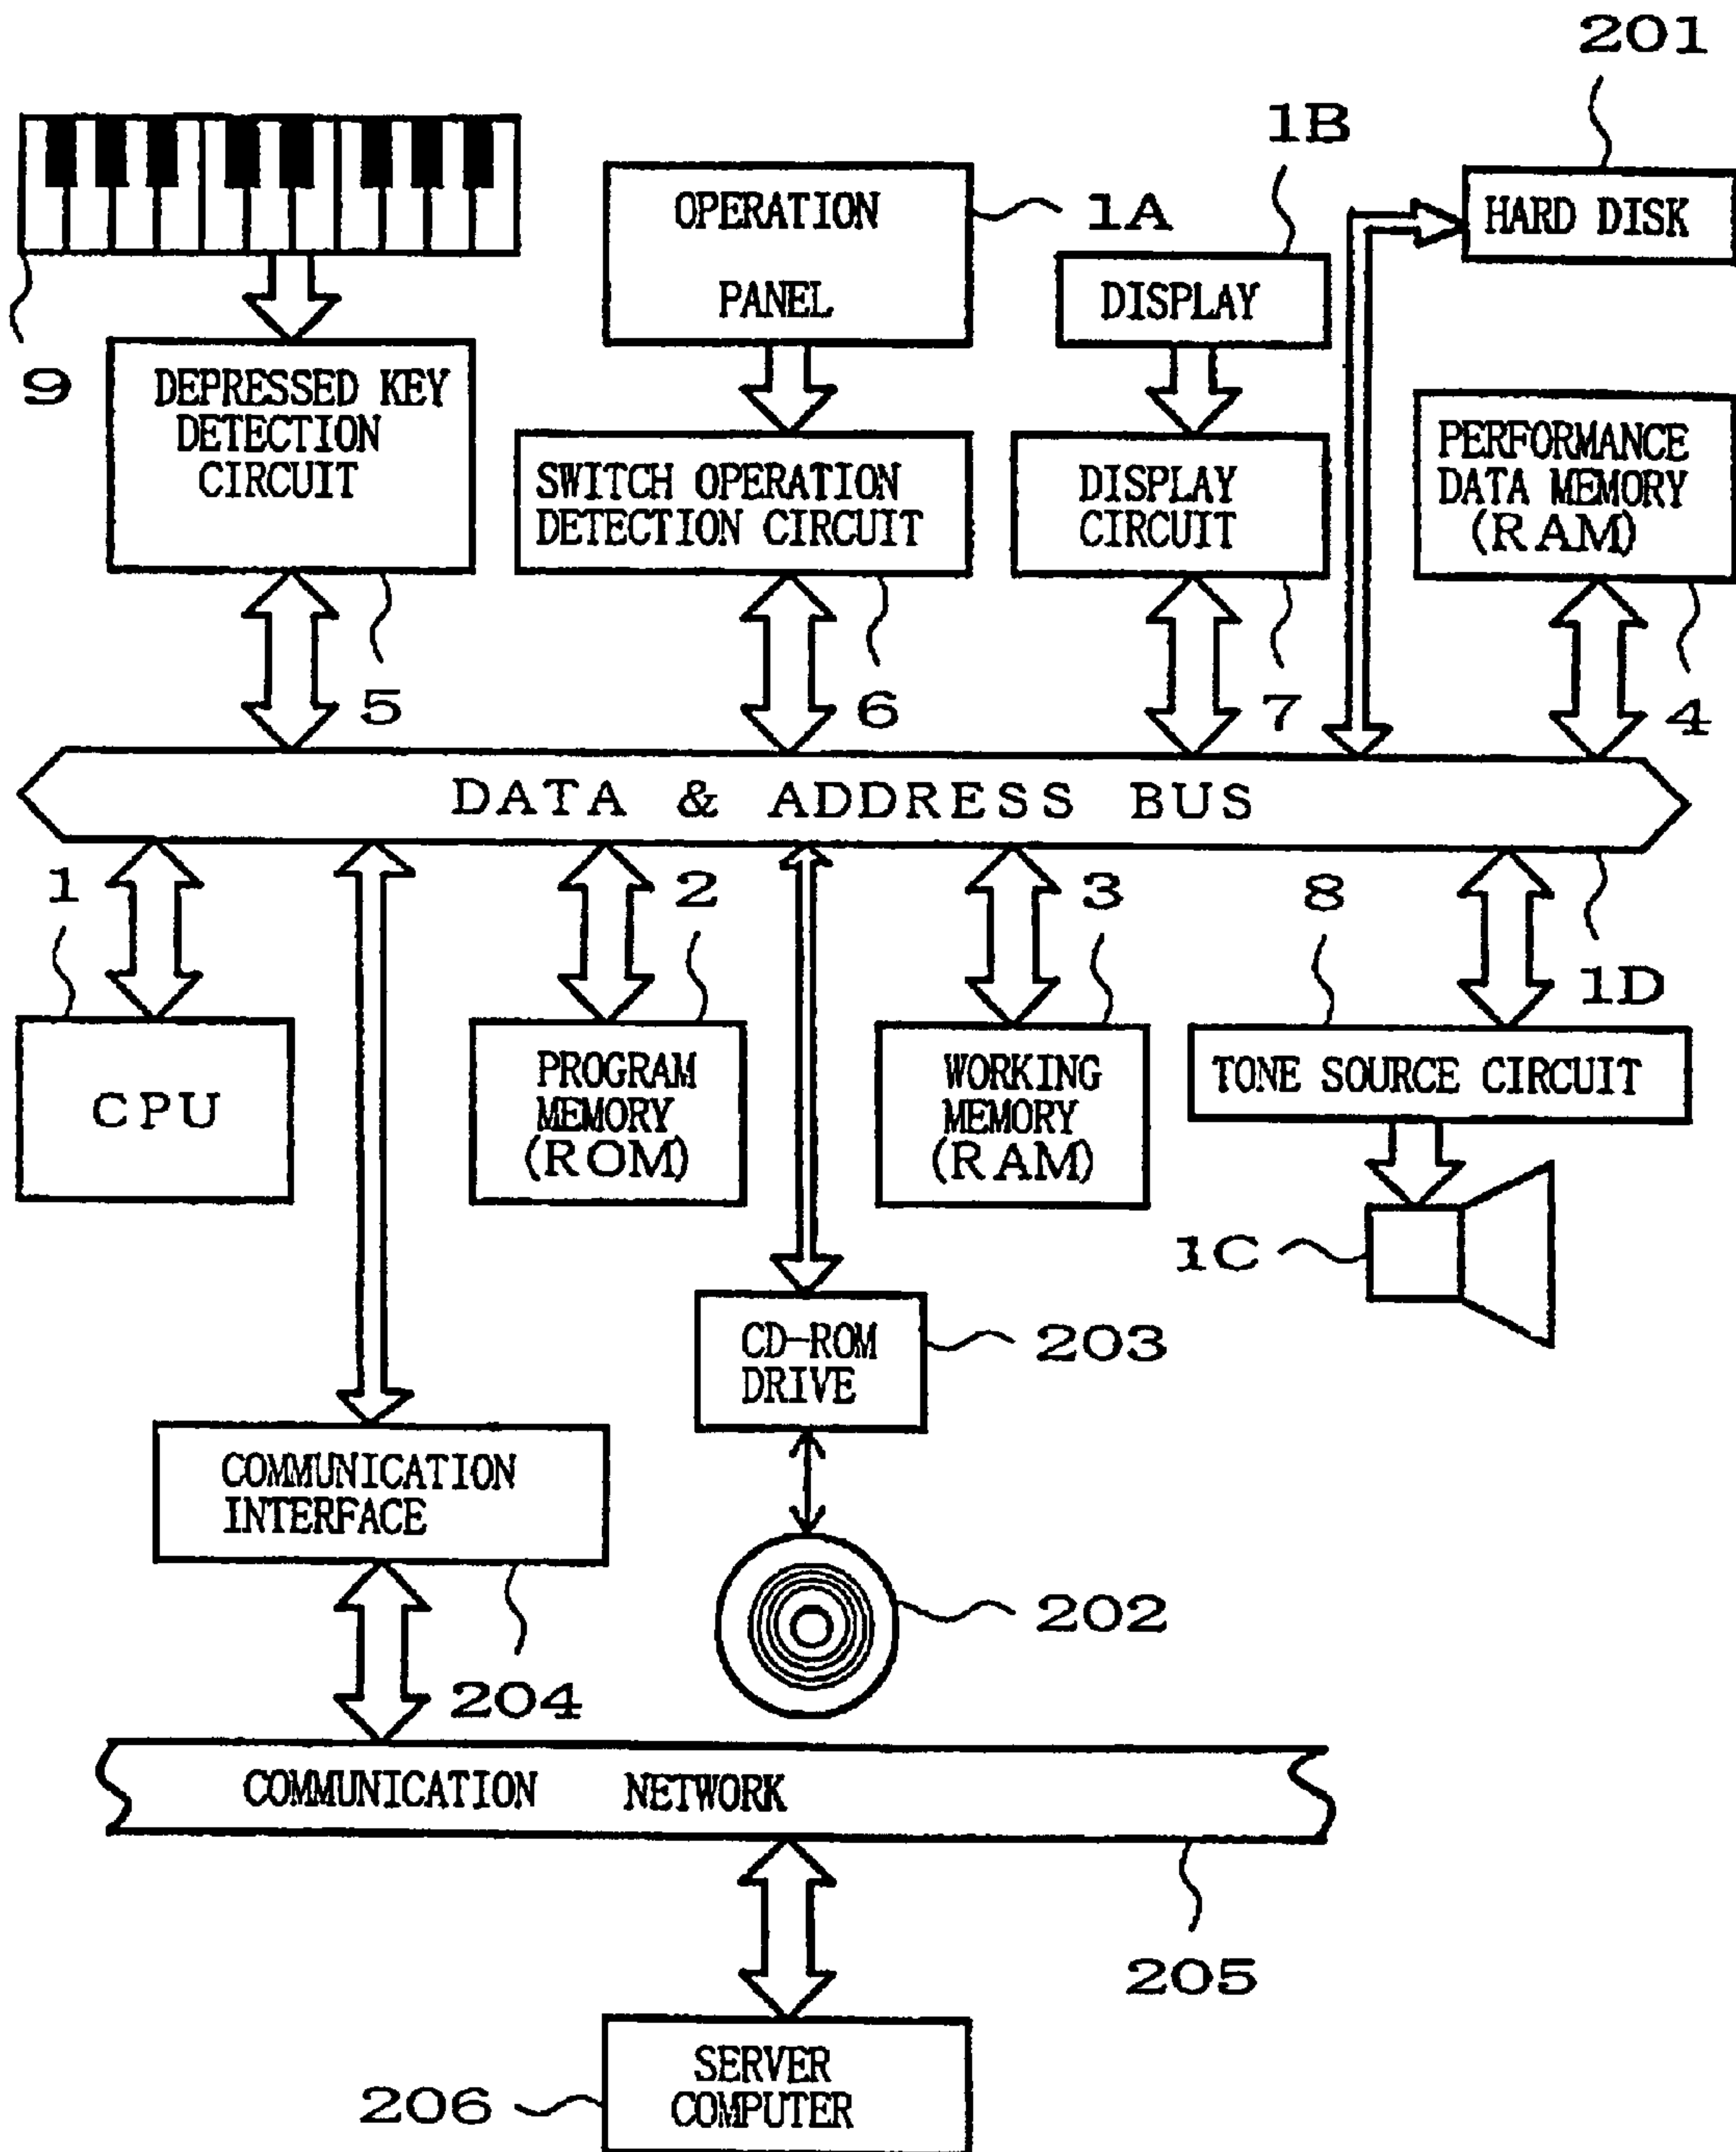 201
1B
OPERATION
PANEL
1A
HARD DISK
DISPLAY
9
DEPRESSED KEY
DETECTION
CIRCUIT
SWITCH OPERATION
DETECTION CIRCUIT
DISPLAY
CIRCUIT
PERFORMANCE
DATA MEMORY
(RAM)
5
6
7
4
DATA & ADDRESS BUS
1
2
3
8
1D
CPU
PROGRAM
MEMORY
(ROM)
WORKING
MEMORY
(RAM)
TONE SOURCE CIRCUIT
1C
CD-ROM
DRIVE
203
COMMUNICATION
INTERFACE
202
204
COMMUNICATION NETWORK
205
SERVER
COMPUTER
206